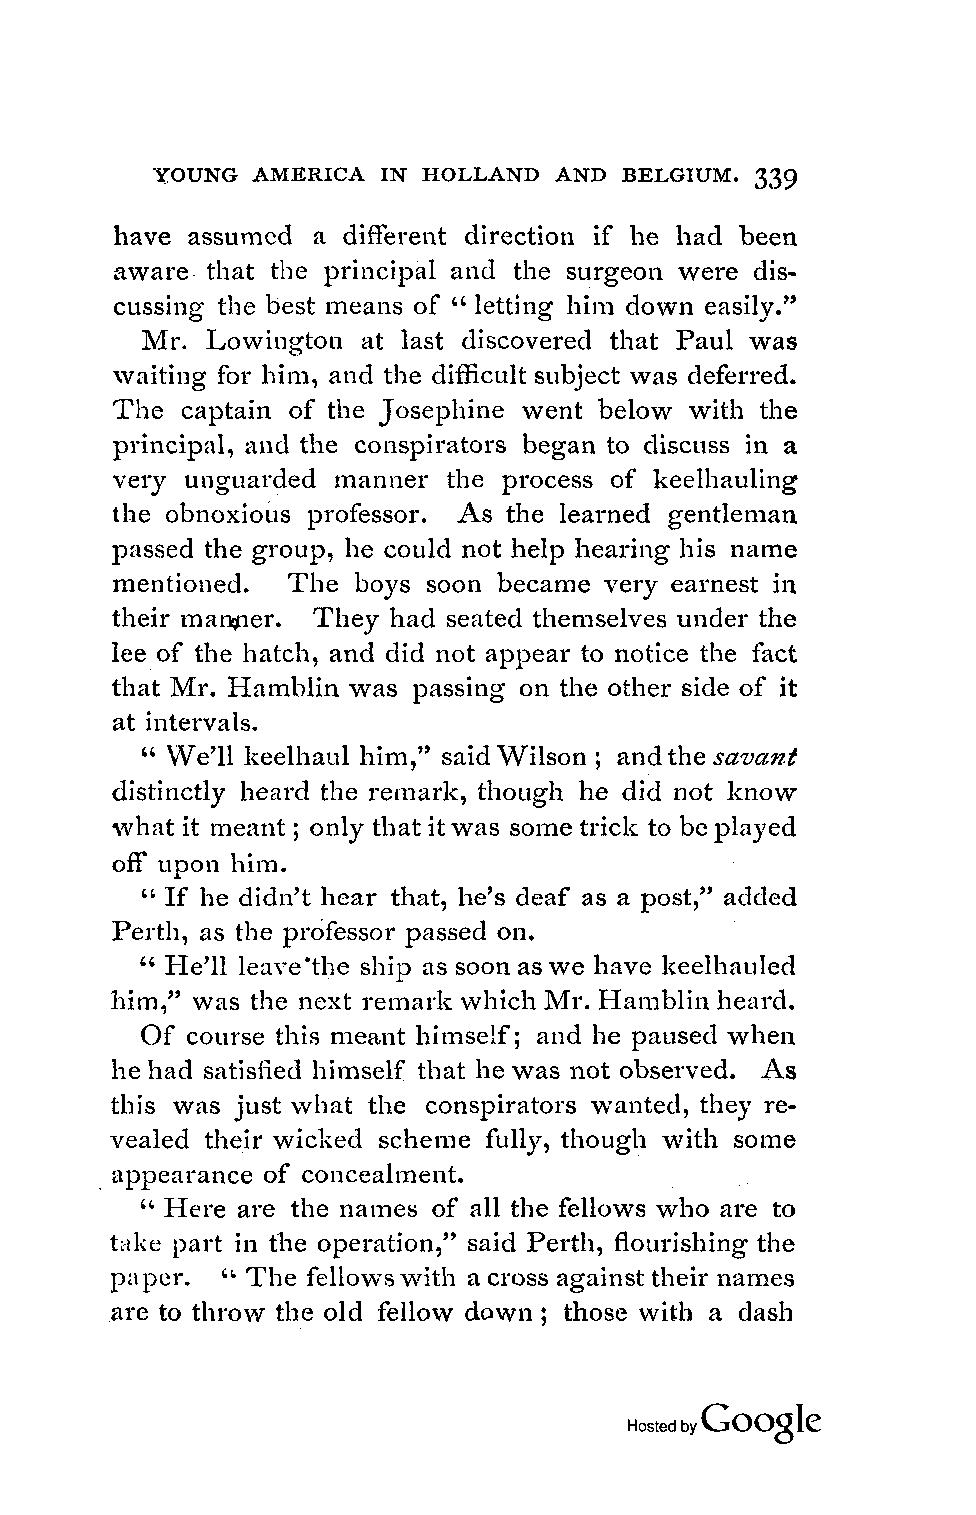 YOUNG AMERICA IN HOLLAND AND BELGIUM. 339
have assumed a different direction if he had been
aware that the principal and the surgeon were dis-
cussing the best means of “ letting him down easily.”
Mr. Lowington at last discovered that Paul was
waiting for him, and the difficult subject was deferred.
The captain of the Josephine went below with the
principal, and the conspirators began to discuss in a
very unguarded manner the process of keelhauling
the obnoxious professor. As the learned gentleman
passed the group, he could not help hearing his name
mentioned. The boys soon became very earnest in
their manner. They had seated themselves under the
lee of the hatch, and did not appear to notice the fact
that Mr. Hamblin was passing on the other side of it
at intervals.
“ We’ll keelhaul him,” said Wilson ; and the savant
distinctly heard the remark, though he did not know
what it meant ; only that it was some trick to be played
off upon him.
“ If he didn’t hear that, he’s deaf as a post,” added
Perth, as the professor passed on.
“ He’ll leave the ship as soon as we have keelhauled
him,” was the next remark which Mr. Hamblin heard.
Of course this meant himself; and he paused when
he had satisfied himself that he was not observed. As
this was just what the conspirators wanted, they re-
vealed their wicked scheme fully, though with some
appearance of concealment.
“ Here are the names of all the fellows who are to
take part in the operation,” said Perth, flourishing the
paper. “ The fellows with a cross against their names
are to throw the old fellow down ; those with a dash
Hosted by Google